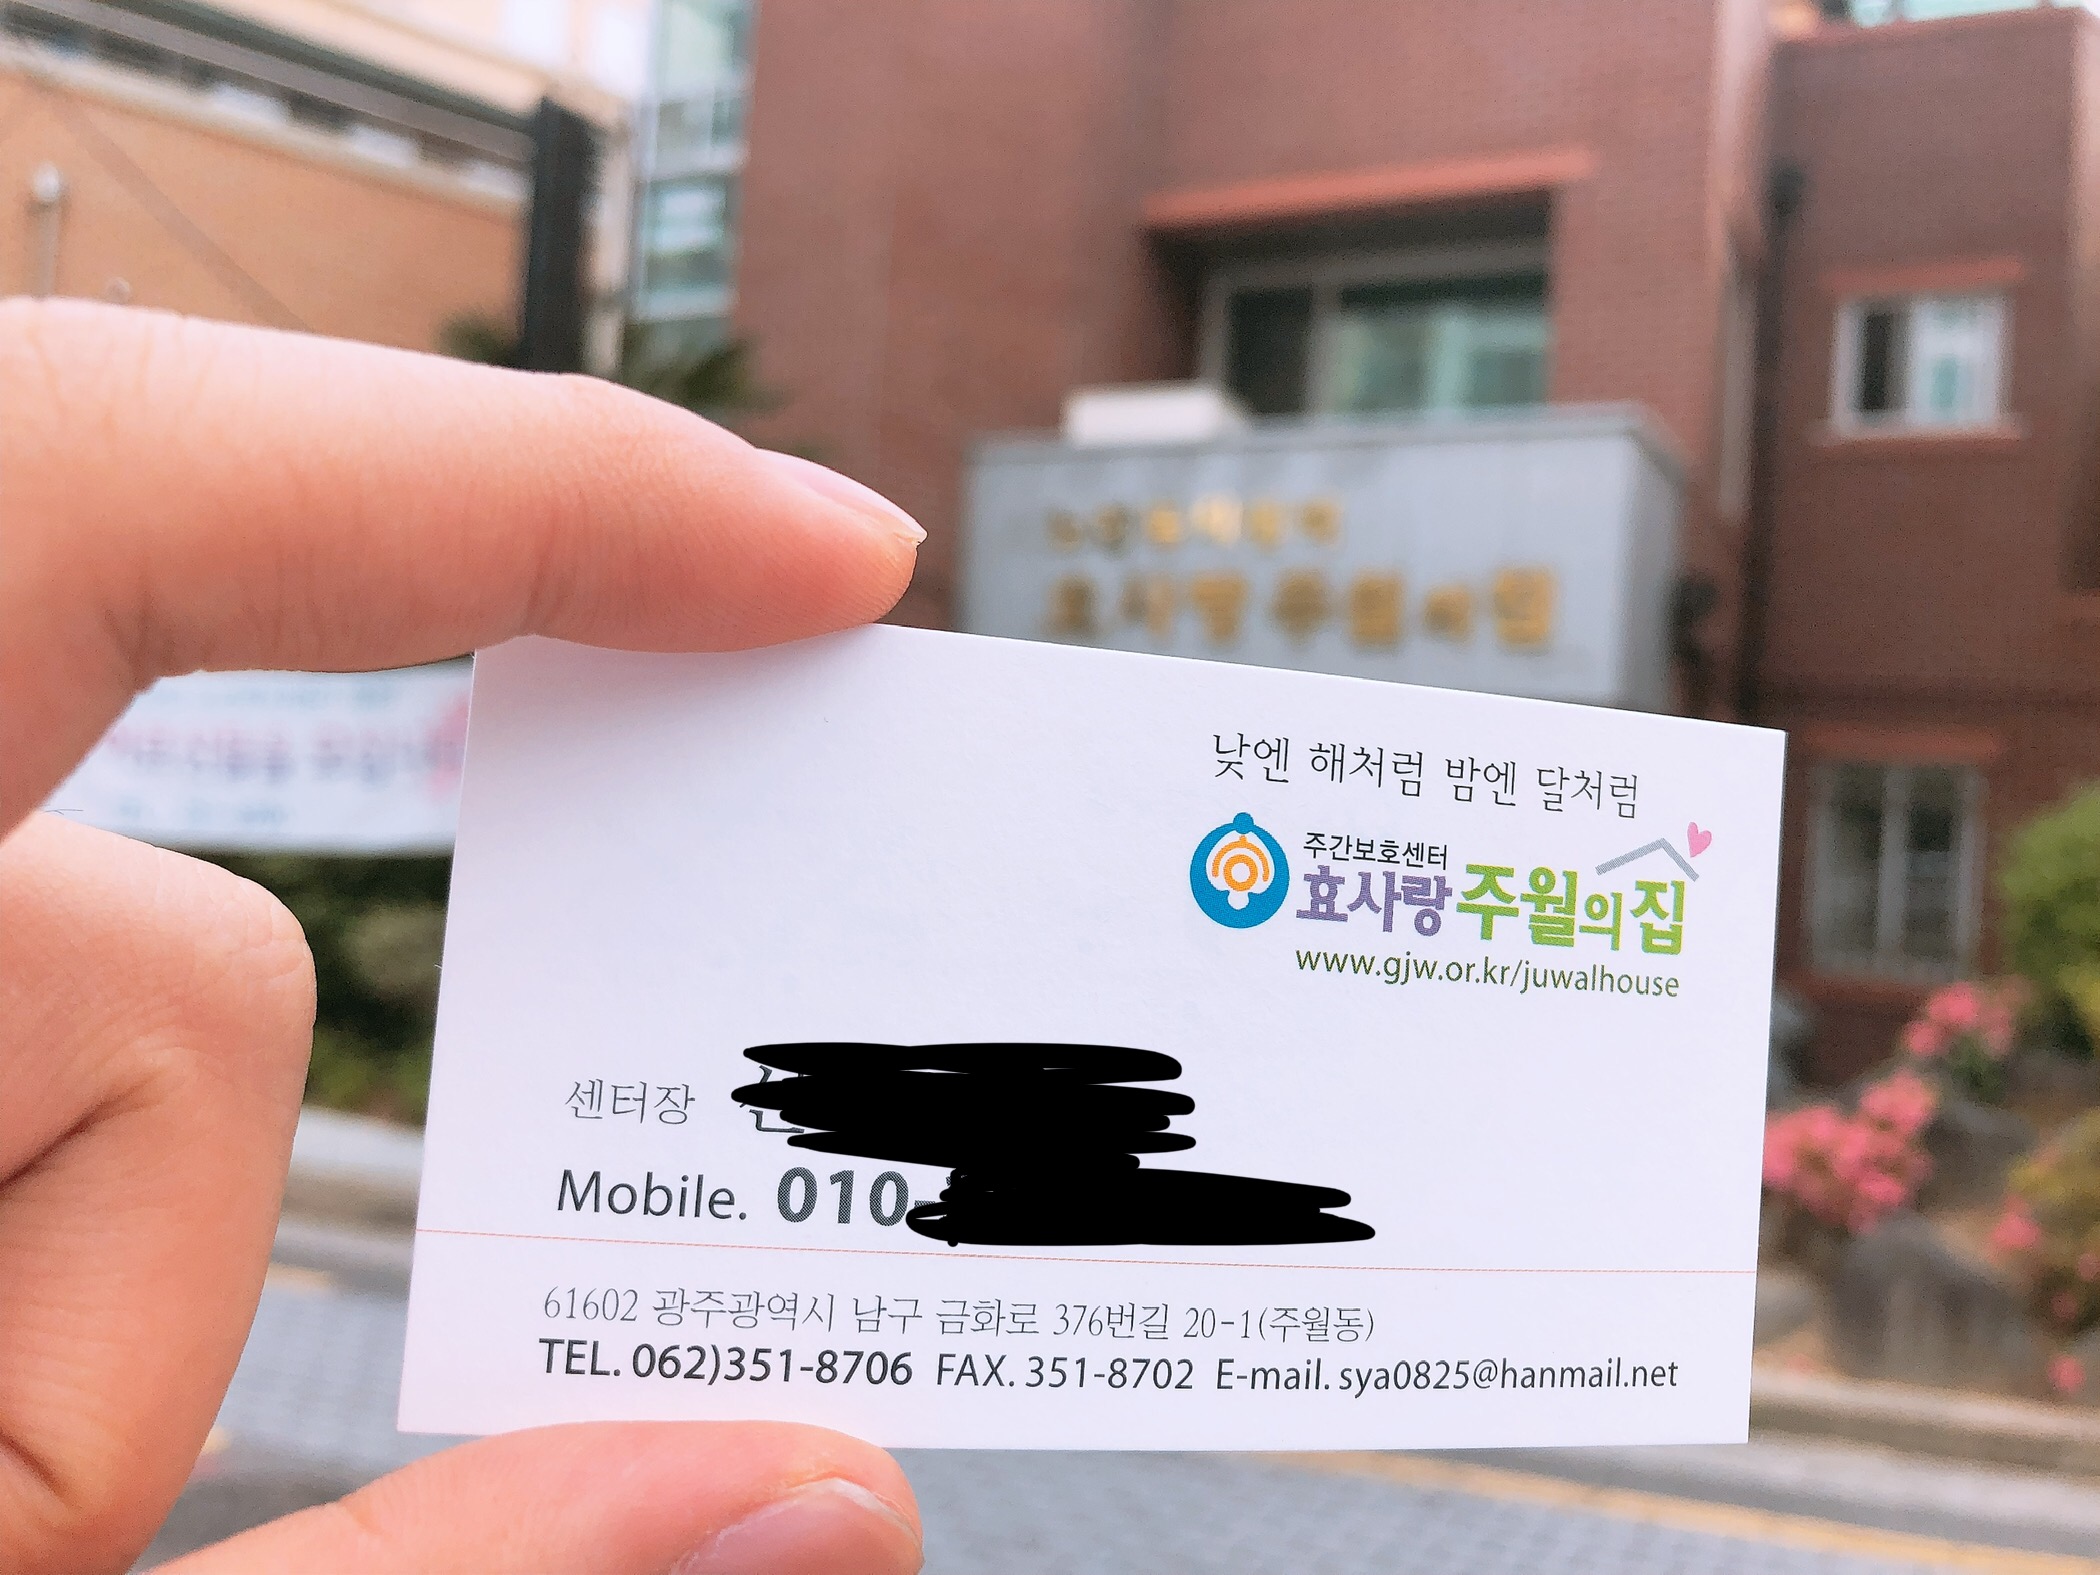 효사랑 주월의 집
낮엔 해처럼 밤엔 달처럼
주간보호센터
효사랑 주월의 집
www.gjw.or.kr/juwalhouse
센터장
Mobile. 010-
61602 광주광역시 남구 금화로 376번길 20-1(주월동)
TEL. 062)351-8706 FAX. 351-8702 E-mail. sya0825@hanmail.net